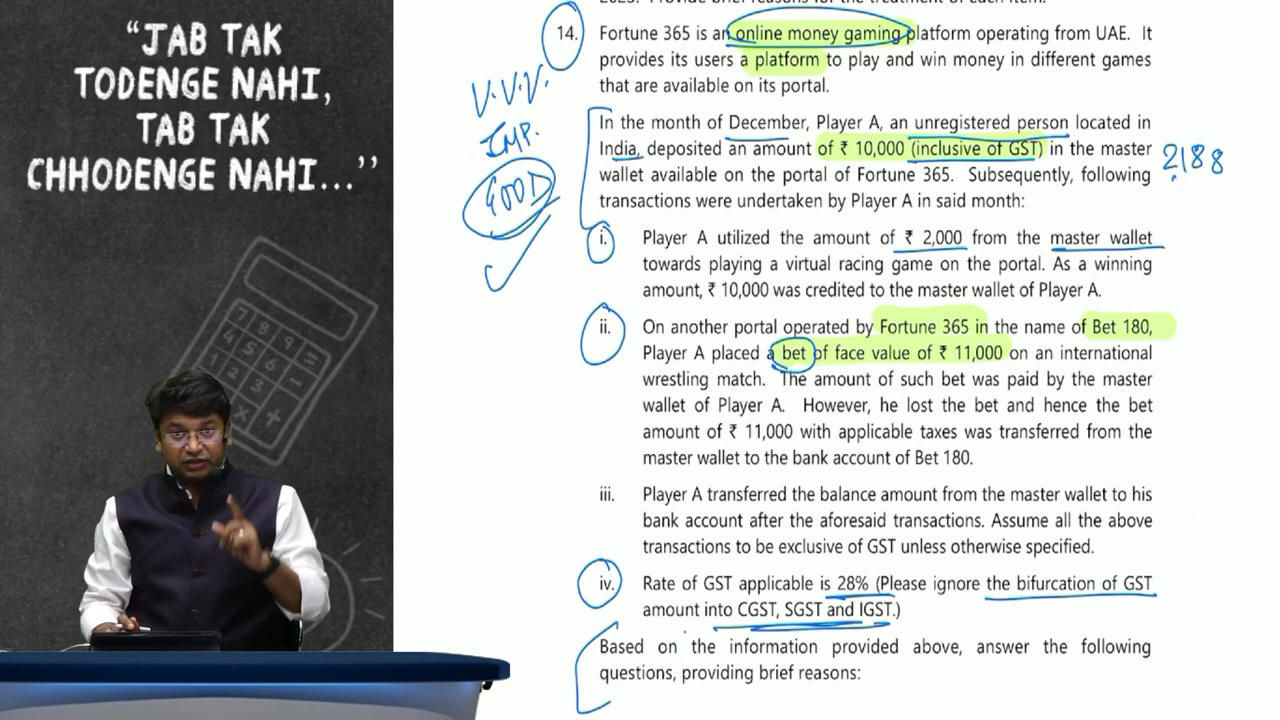 “JAB TAK
TODENGE NAHI,
TAB TAK
CHHODENGE NAHI...’’
14. Fortune 365 is an online money gaming platform operating from UAE. It
provides its users a platform to play and win money in different games
that are available on its portal.
V.V.V.
IMP.
GOOD
In the month of December, Player A, an unregistered person located in
India, deposited an amount of ₹ 10,000 (inclusive of GST) in the master
wallet available on the portal of Fortune 365. Subsequently, following
transactions were undertaken by Player A in said month:
2188
i. Player A utilized the amount of ₹ 2,000 from the master wallet
towards playing a virtual racing game on the portal. As a winning
amount, ₹ 10,000 was credited to the master wallet of Player A.
ii. On another portal operated by Fortune 365 in the name of Bet 180,
Player A placed a bet of face value of ₹ 11,000 on an international
wrestling match. The amount of such bet was paid by the master
wallet of Player A. However, he lost the bet and hence the bet
amount of ₹ 11,000 with applicable taxes was transferred from the
master wallet to the bank account of Bet 180.
iii. Player A transferred the balance amount from the master wallet to his
bank account after the aforesaid transactions. Assume all the above
transactions to be exclusive of GST unless otherwise specified.
iv. Rate of GST applicable is 28% (Please ignore the bifurcation of GST
amount into CGST, SGST and IGST.)
Based on the information provided above, answer the following
questions, providing brief reasons: